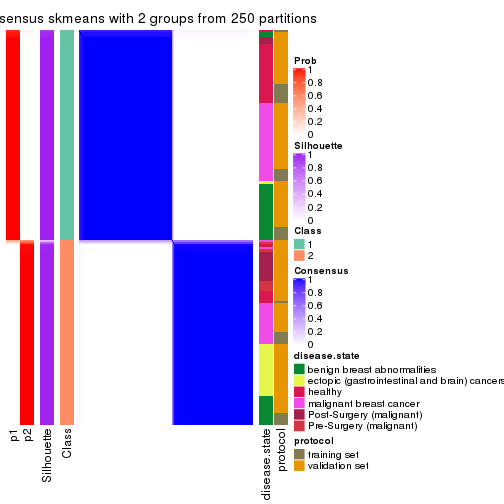 sensus skmeans with 2 groups from 250 partitions
Prob
1
0.8
0.6
0.4
0.2
0
Silhouette
1
0.8
0.6
0.4
0.2
0
Class
1
2
Consensus
1
0.8
0.6
0.4
0.2
0
disease.state
benign breast abnormalities
ectopic (gastrointestinal and brain) cancers
healthy
malignant breast cancer
Post-Surgery (malignant)
Pre-Surgery (malignant)
protocol
training set
validation set
p1
p2
Silhouette
Class
disease.state
protocol